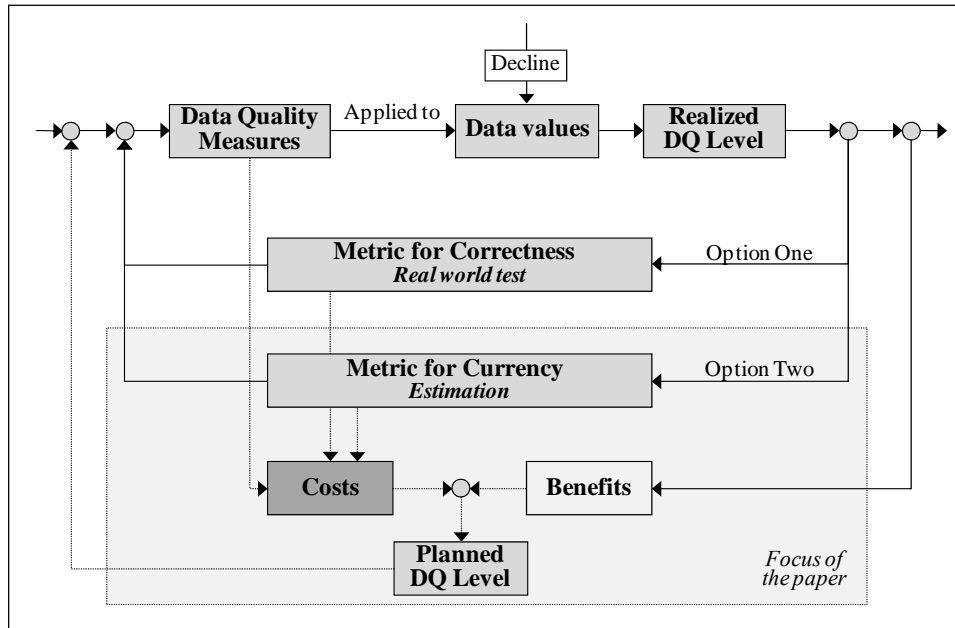 Decline
Data Quality
Measures
Applied to
Data values
Realized
DQ Level
Metric for Correctness
Real world test
Option One
Metric for Currency
Estimation
Option Two
Costs
Benefits
Planned
DQ Level
Focus of
the paper